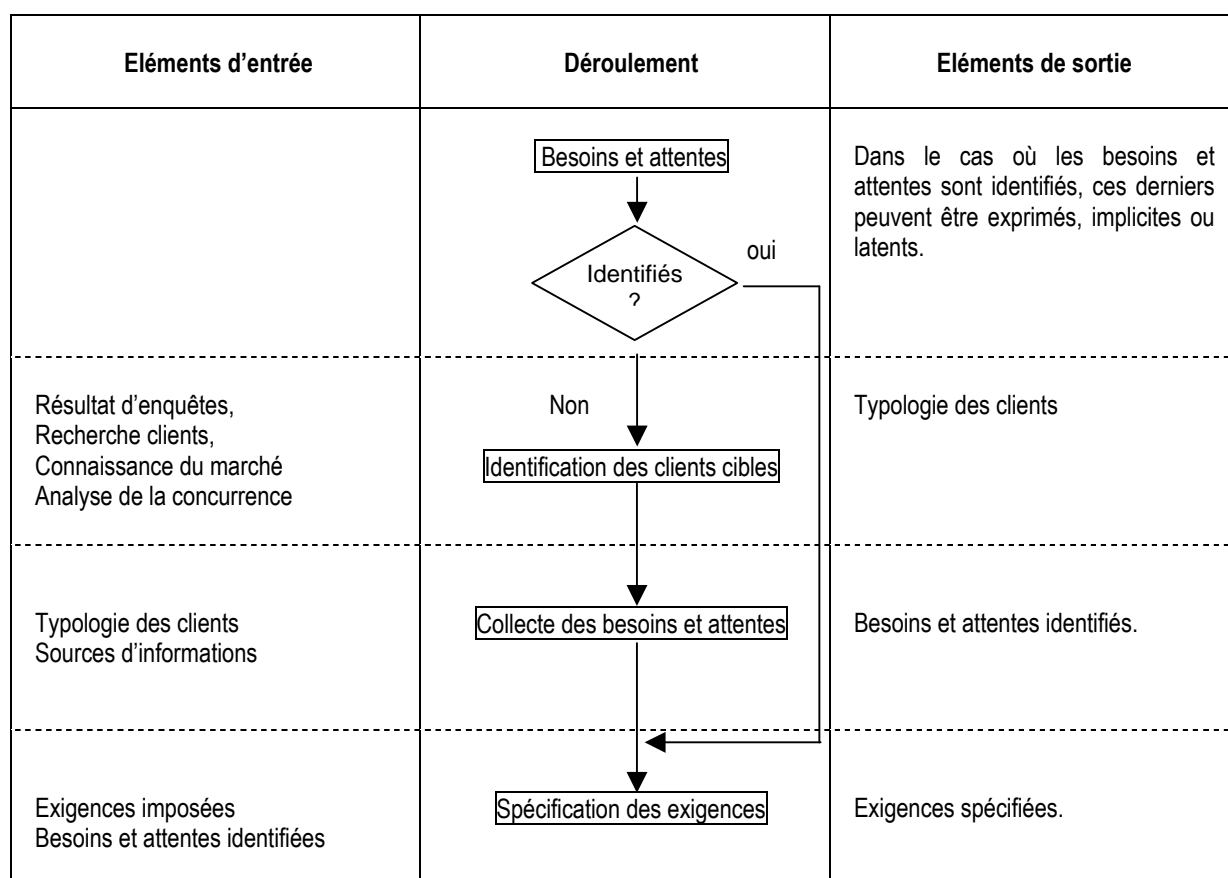 Eléments d'entrée
Déroulement
Eléments de sortie
Besoins et attentes
Dans le cas où les besoins et
attentes sont identifiés, ces derniers
peuvent être exprimés, implicites ou
latents.
oui
Identifiés
?
Résultat d'enquêtes,
Recherche clients,
Connaissance du marché
Analyse de la concurrence
Non
Identification des clients cibles
Typologie des clients
Typologie des clients
Sources d'informations
Collecte des besoins et attentes
Besoins et attentes identifiés.
Exigences imposées
Besoins et attentes identifiées
Spécification des exigences
Exigences spécifiées.